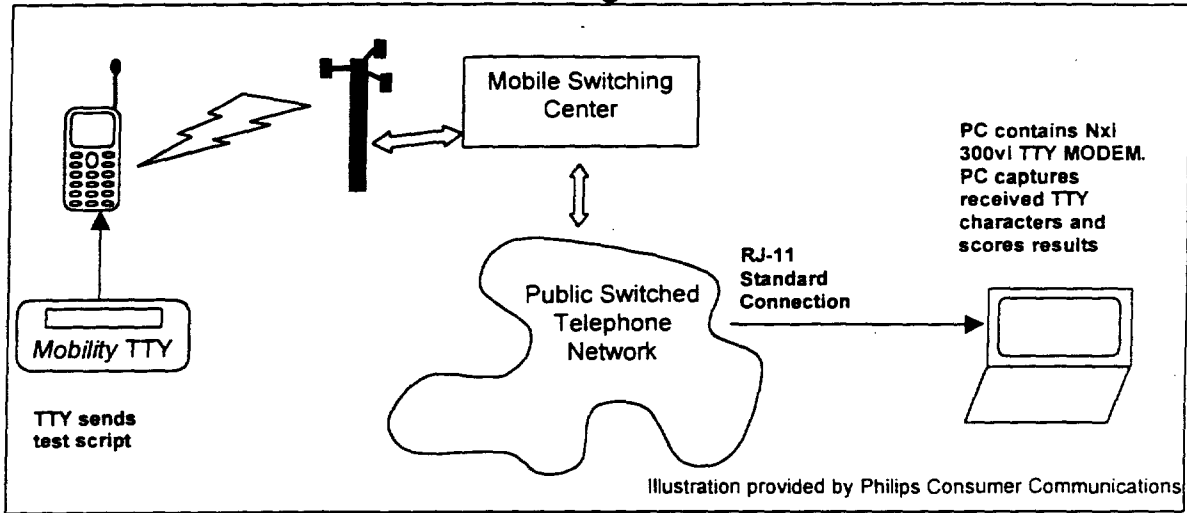 Mobile Switching
Center
PC contains NxI
300vi TTY MODEM.
PC captures
received TTY
characters and
scores results
RJ-11
Standard
Connection
Public Switched
Telephone
Network
Mobility TTY
TTY sends
test script
Illustration provided by Philips Consumer Communications